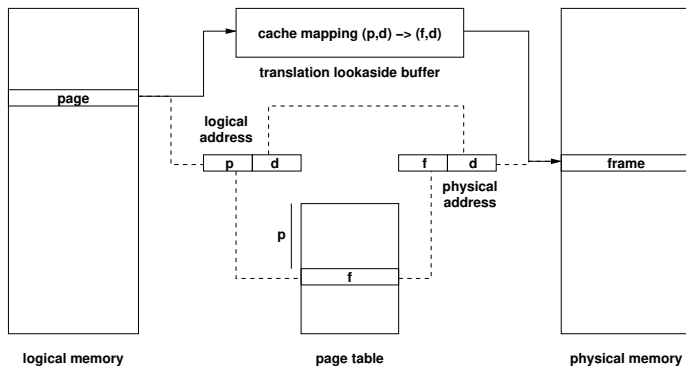 cache mapping (p,d) −> (f,d)
translation lookaside buffer
page
logical
address
p d
f d
frame
physical
address
p
f
logical memory
page table
physical memory